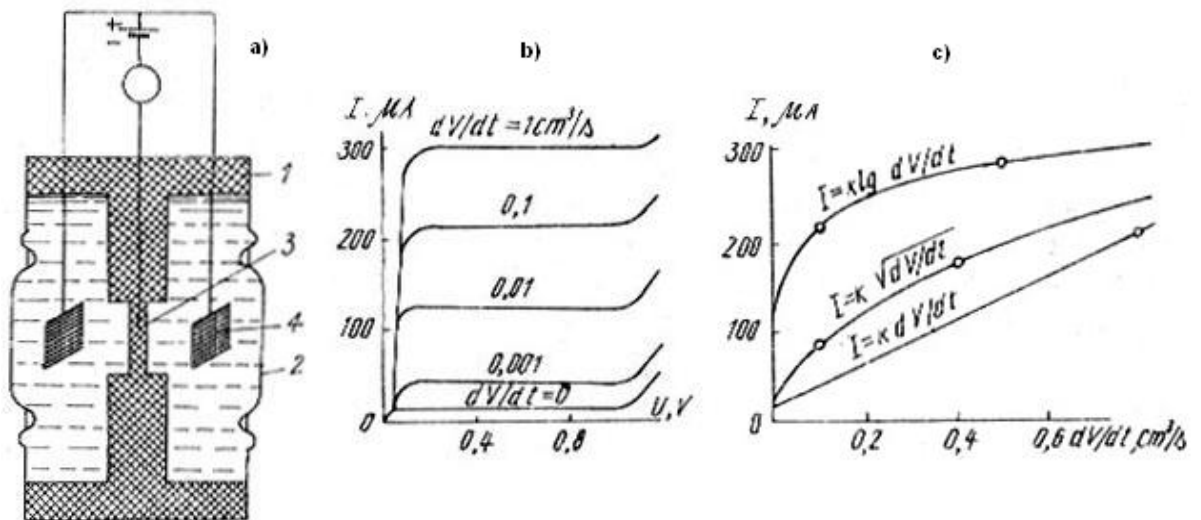 a)
+
1
3
4
2
b)
I, μA
dV/dt = 1 cm³/s
300
0,1
200
0,01
100
0,001
dV/dt = 0
0
0,4
0,8
U, V
c)
I, μA
300
I = κ lg dV/dt
200
I = κ √dV/dt
100
I = κ dV/dt
0
0,2
0,4
0,6 dV/dt, cm³/s